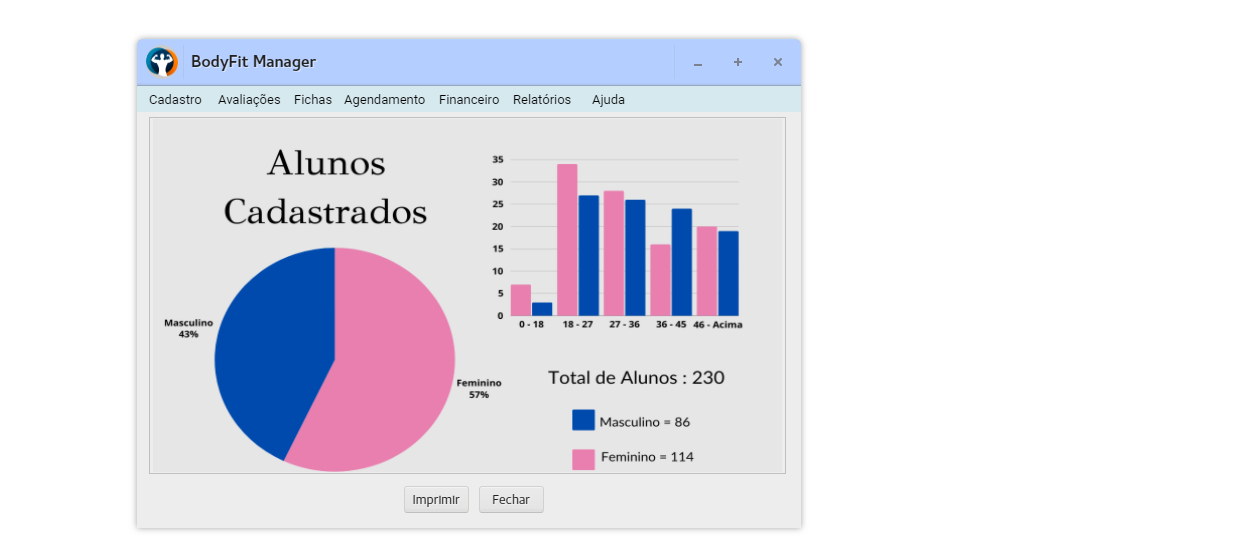 BodyFit Manager
Cadastro Avaliações Fichas Agendamento Financeiro Relatórios Ajuda
Alunos
Cadastrados
Masculino
43%
Feminino
57%
35
30
25
20
15
10
5
0
0 - 18 18 - 27 27 - 36 36 - 45 46 - Acima
Total de Alunos : 230
Masculino = 86
Feminino = 114
Imprimir Fechar